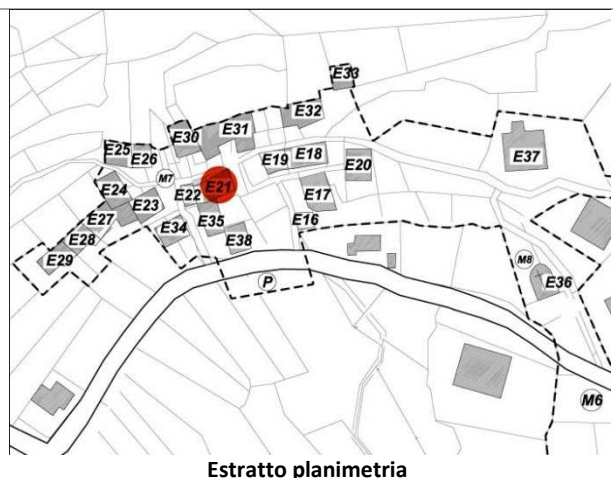 E33
E32
E30
E31
E25
E26
E19
E18
E20
E37
M7
E24
E22
E21
E17
E27
E23
E35
E16
E28
E34
E38
E29
P
M8
E36
M6
Estratto planimetria